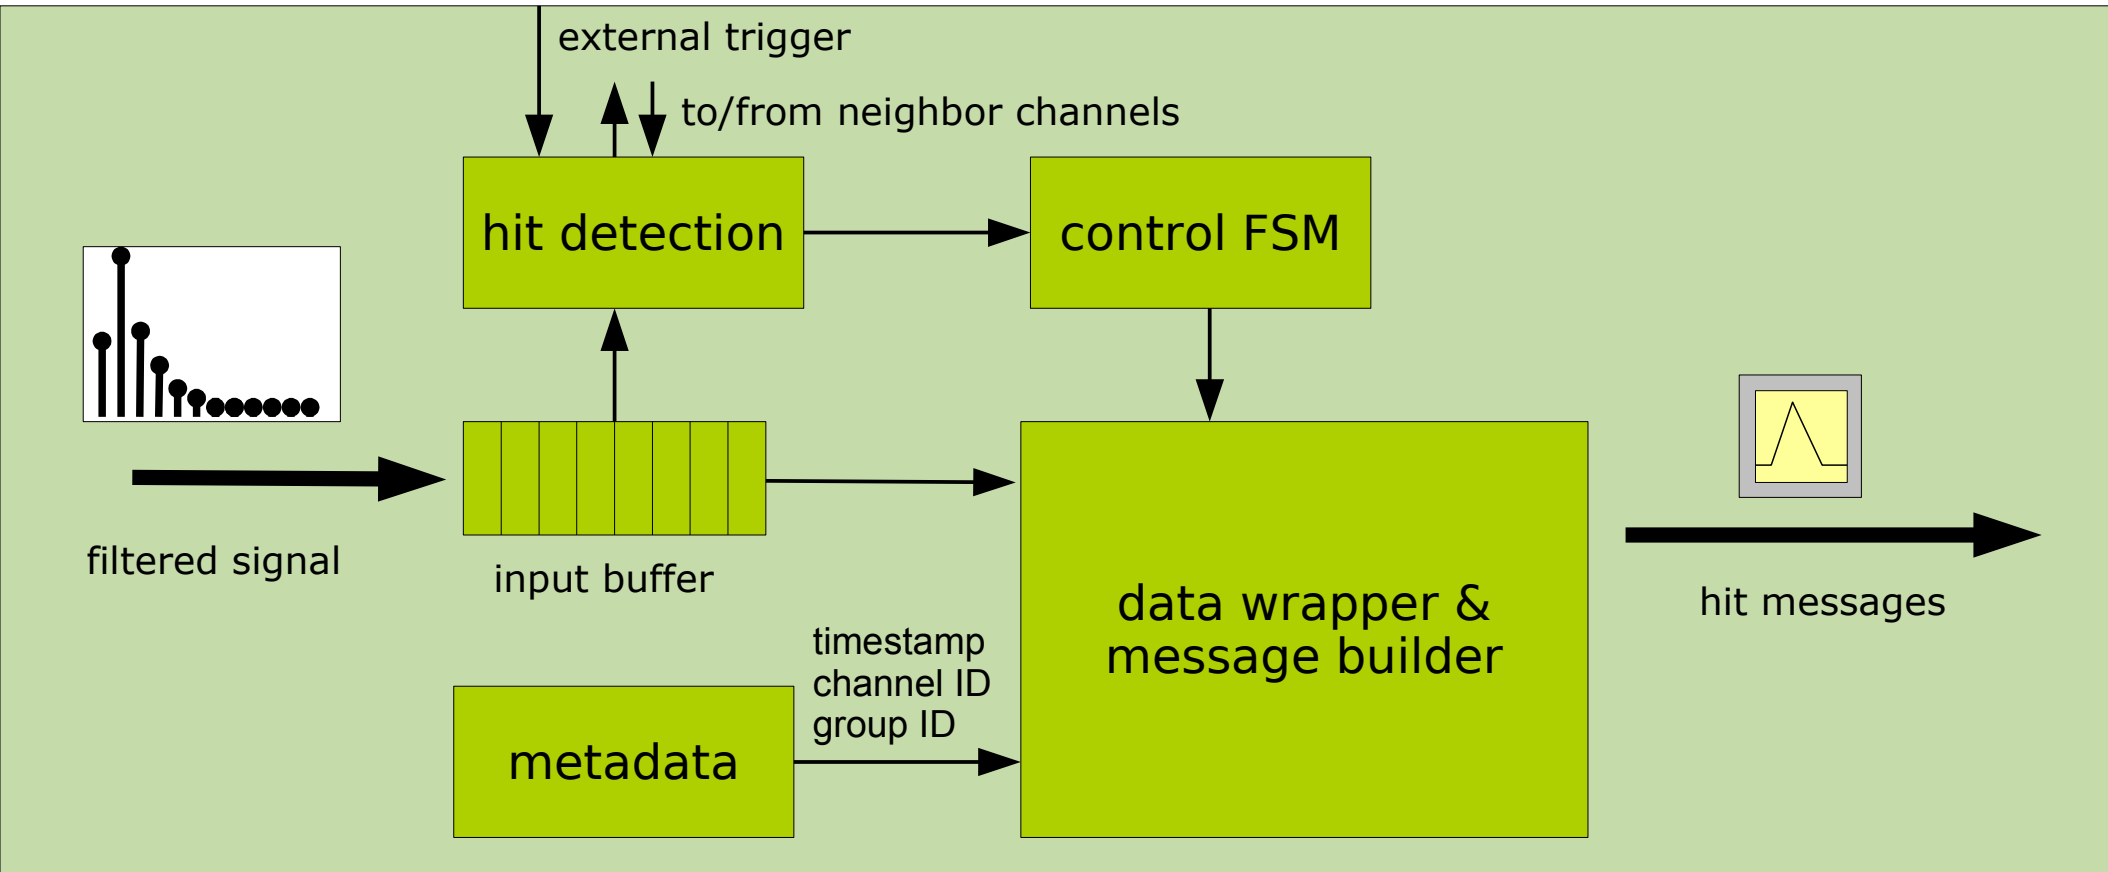 external trigger
to/from neighbor channels
hit detection
control FSM
filtered signal
input buffer
timestamp
channel ID
group ID
metadata
data wrapper &
message builder
hit messages